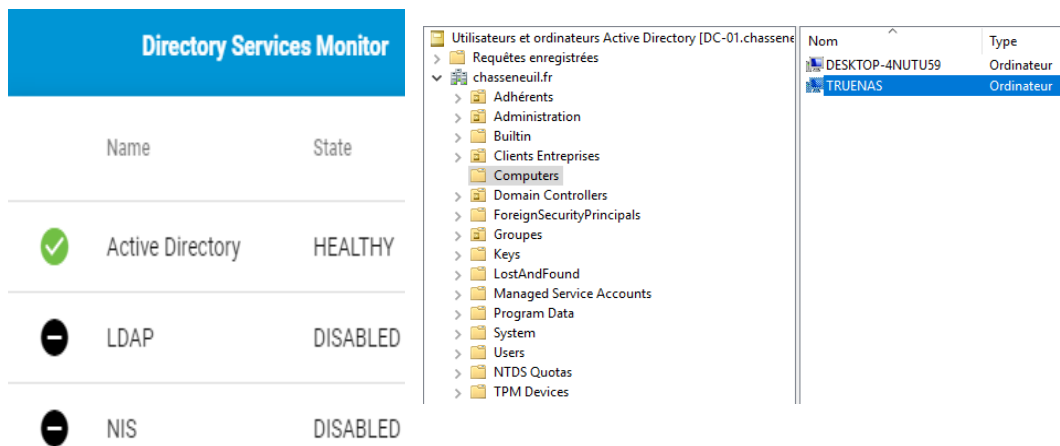 Directory Services Monitor
Name State
Active Directory HEALTHY
LDAP DISABLED
NIS DISABLED
Utilisateurs et ordinateurs Active Directory [DC-01.chassene
Requêtes enregistrées
chasseneuil.fr
Adhérents
Administration
Builtin
Clients Entreprises
Computers
Domain Controllers
ForeignSecurityPrincipals
Groupes
Keys
LostAndFound
Managed Service Accounts
Program Data
System
Users
NTDS Quotas
TPM Devices
Nom Type
DESKTOP-4NUTU59 Ordinateur
TRUENAS Ordinateur